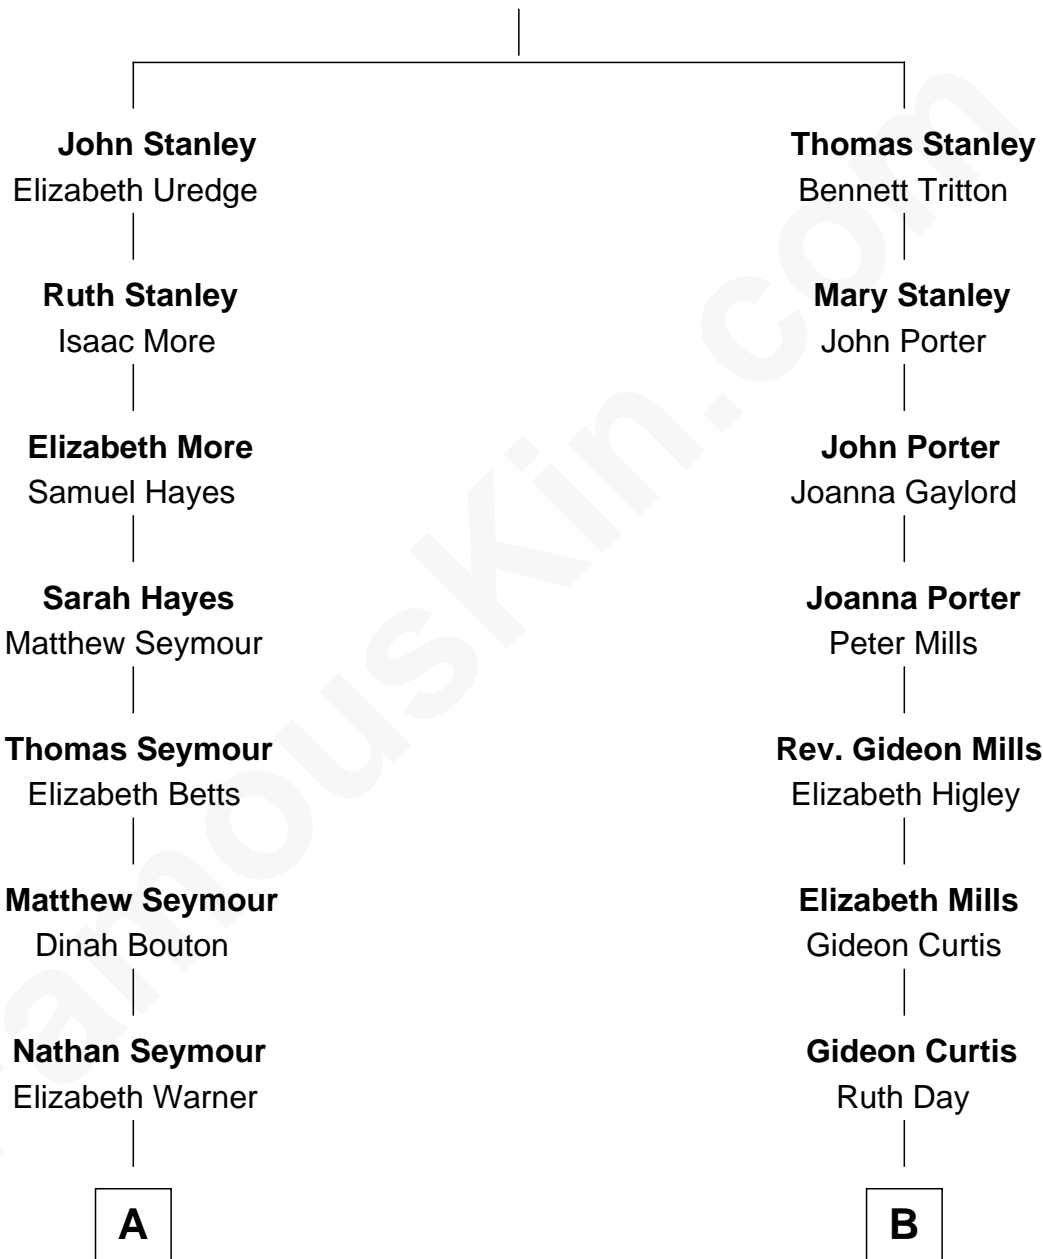 John Stanley
Elizabeth Uredge
Ruth Stanley
Isaac More
Elizabeth More
Samuel Hayes
Sarah Hayes
Matthew Seymour
Thomas Seymour
Elizabeth Betts
Matthew Seymour
Dinah Bouton
Nathan Seymour
Elizabeth Warner
A
Thomas Stanley
Bennett Tritton
Mary Stanley
John Porter
John Porter
Joanna Gaylord
Joanna Porter
Peter Mills
Rev. Gideon Mills
Elizabeth Higley
Elizabeth Mills
Gideon Curtis
Gideon Curtis
Ruth Day
B
FamousKin.com